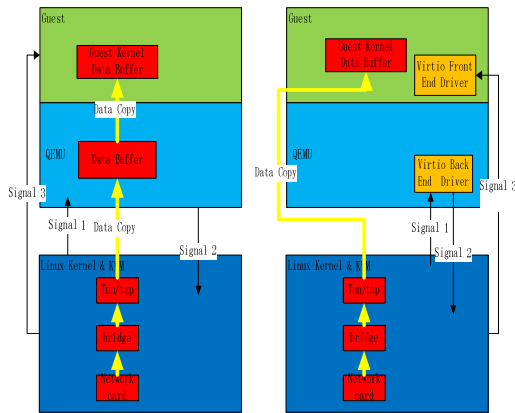 Guest
Guest Kernel
Data Buffer
Data Copy
QEMU
Data Buffer
Signal 3
Signal 1
Data Copy
Signal 2
Linux Kernel & KVM
Tun/tap
bridge
Network
card
Guest
Guest Kernel
Data Buffer
Virtio Front
End Driver
QEMU
Data Copy
Virtio Back
End Driver
Signal 3
Signal 1
Signal 2
Linux Kernel & KVM
Tun/tap
bridge
Network
card